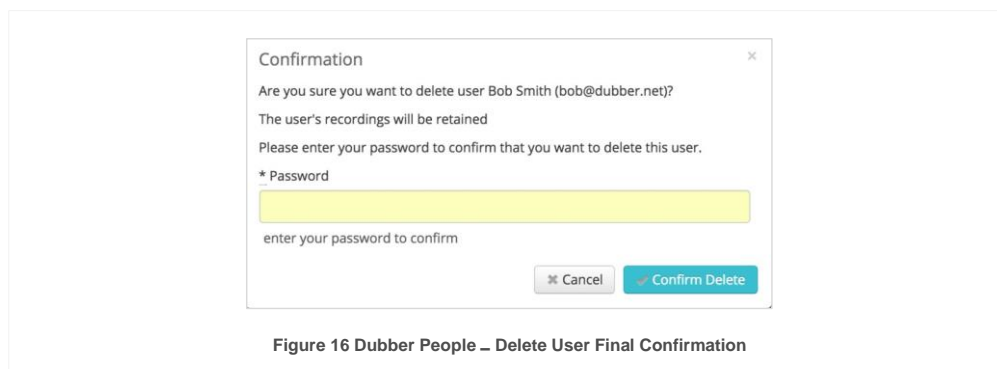 Confirmation ×
Are you sure you want to delete user Bob Smith (bob@dubber.net)?
The user's recordings will be retained
Please enter your password to confirm that you want to delete this user.
* Password
enter your password to confirm
✖ Cancel ✔ Confirm Delete
Figure 16 Dubber People – Delete User Final Confirmation